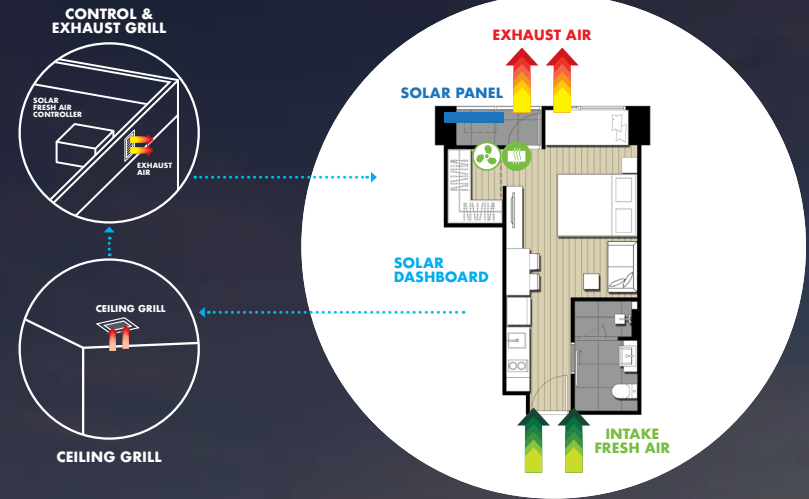 CONTROL &
EXHAUST GRILL
SOLAR
FRESH AIR
CONTROLLER
EXHAUST
AIR
CEILING GRILL
CEILING GRILL
EXHAUST AIR
SOLAR PANEL
SOLAR
DASHBOARD
INTAKE
FRESH AIR